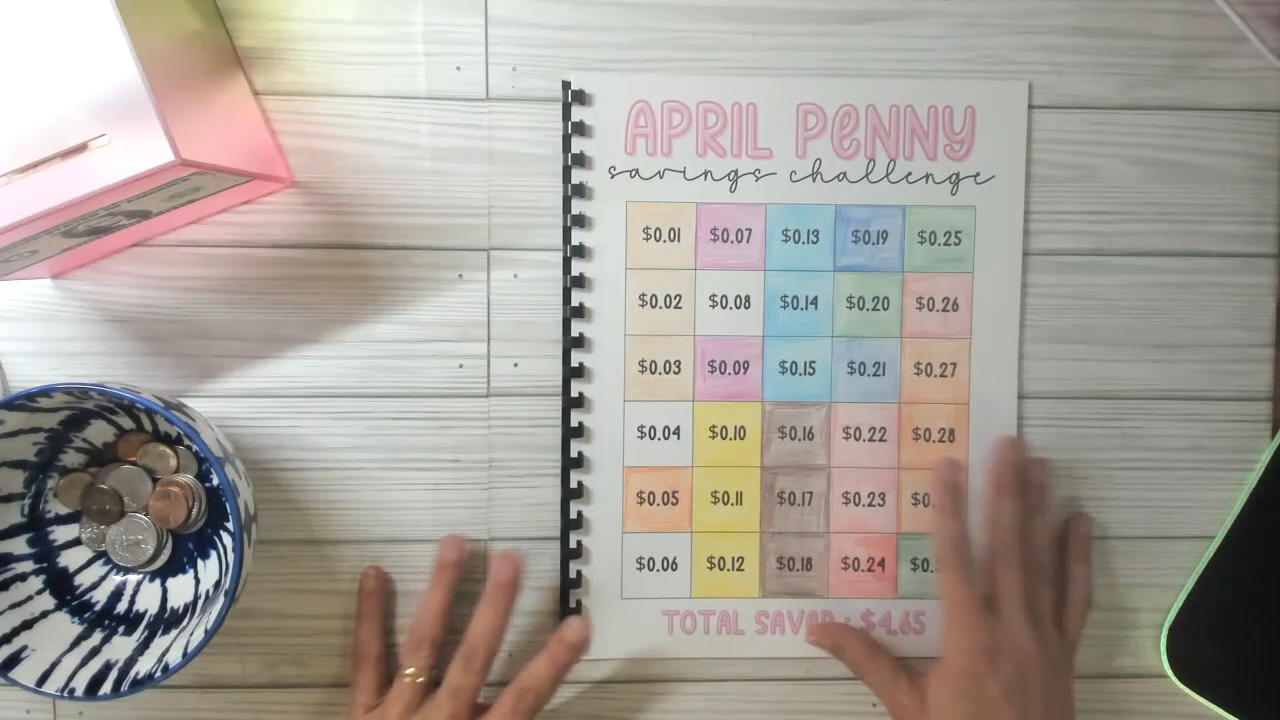 APRIL PENNY
savings challenge
$0.01 $0.07 $0.13 $0.19 $0.25
$0.02 $0.08 $0.14 $0.20 $0.26
$0.03 $0.09 $0.15 $0.21 $0.27
$0.04 $0.10 $0.16 $0.22 $0.28
$0.05 $0.11 $0.17 $0.23 $0.
$0.06 $0.12 $0.18 $0.24 $0.
TOTAL SAVED : $4.65